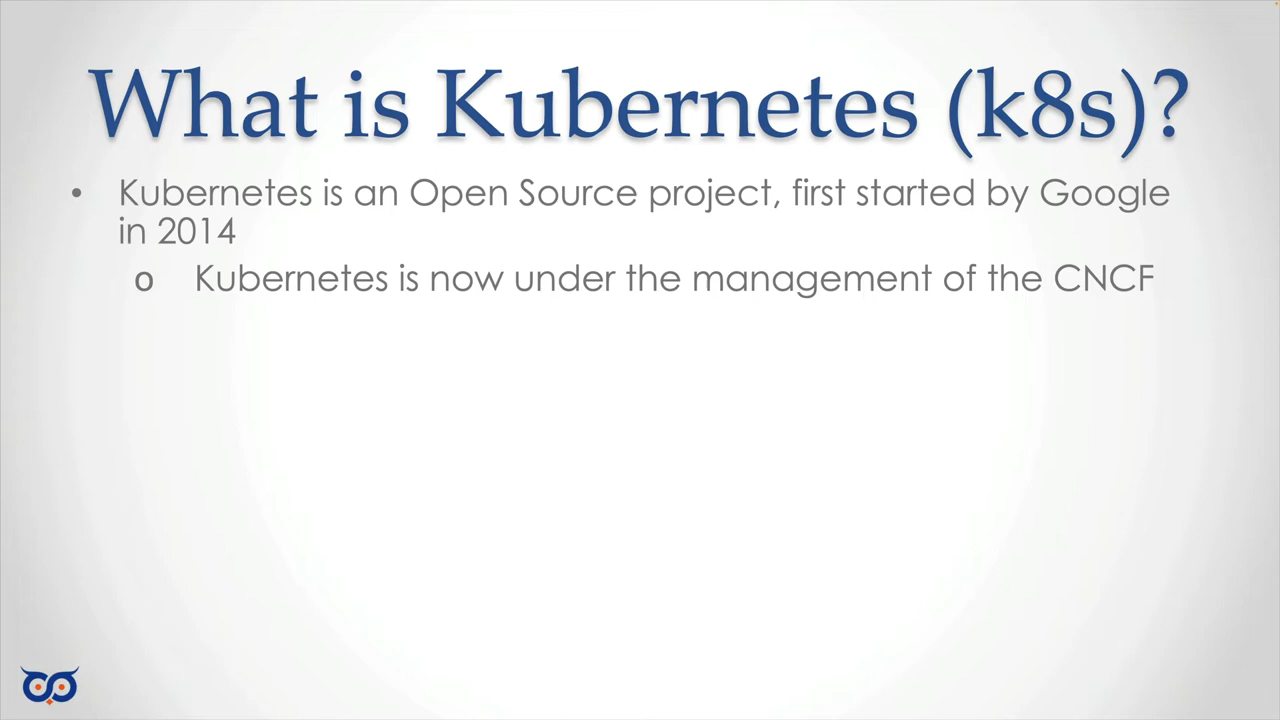 What is Kubernetes (k8s)?
• Kubernetes is an Open Source project, first started by Google
in 2014
o Kubernetes is now under the management of the CNCF